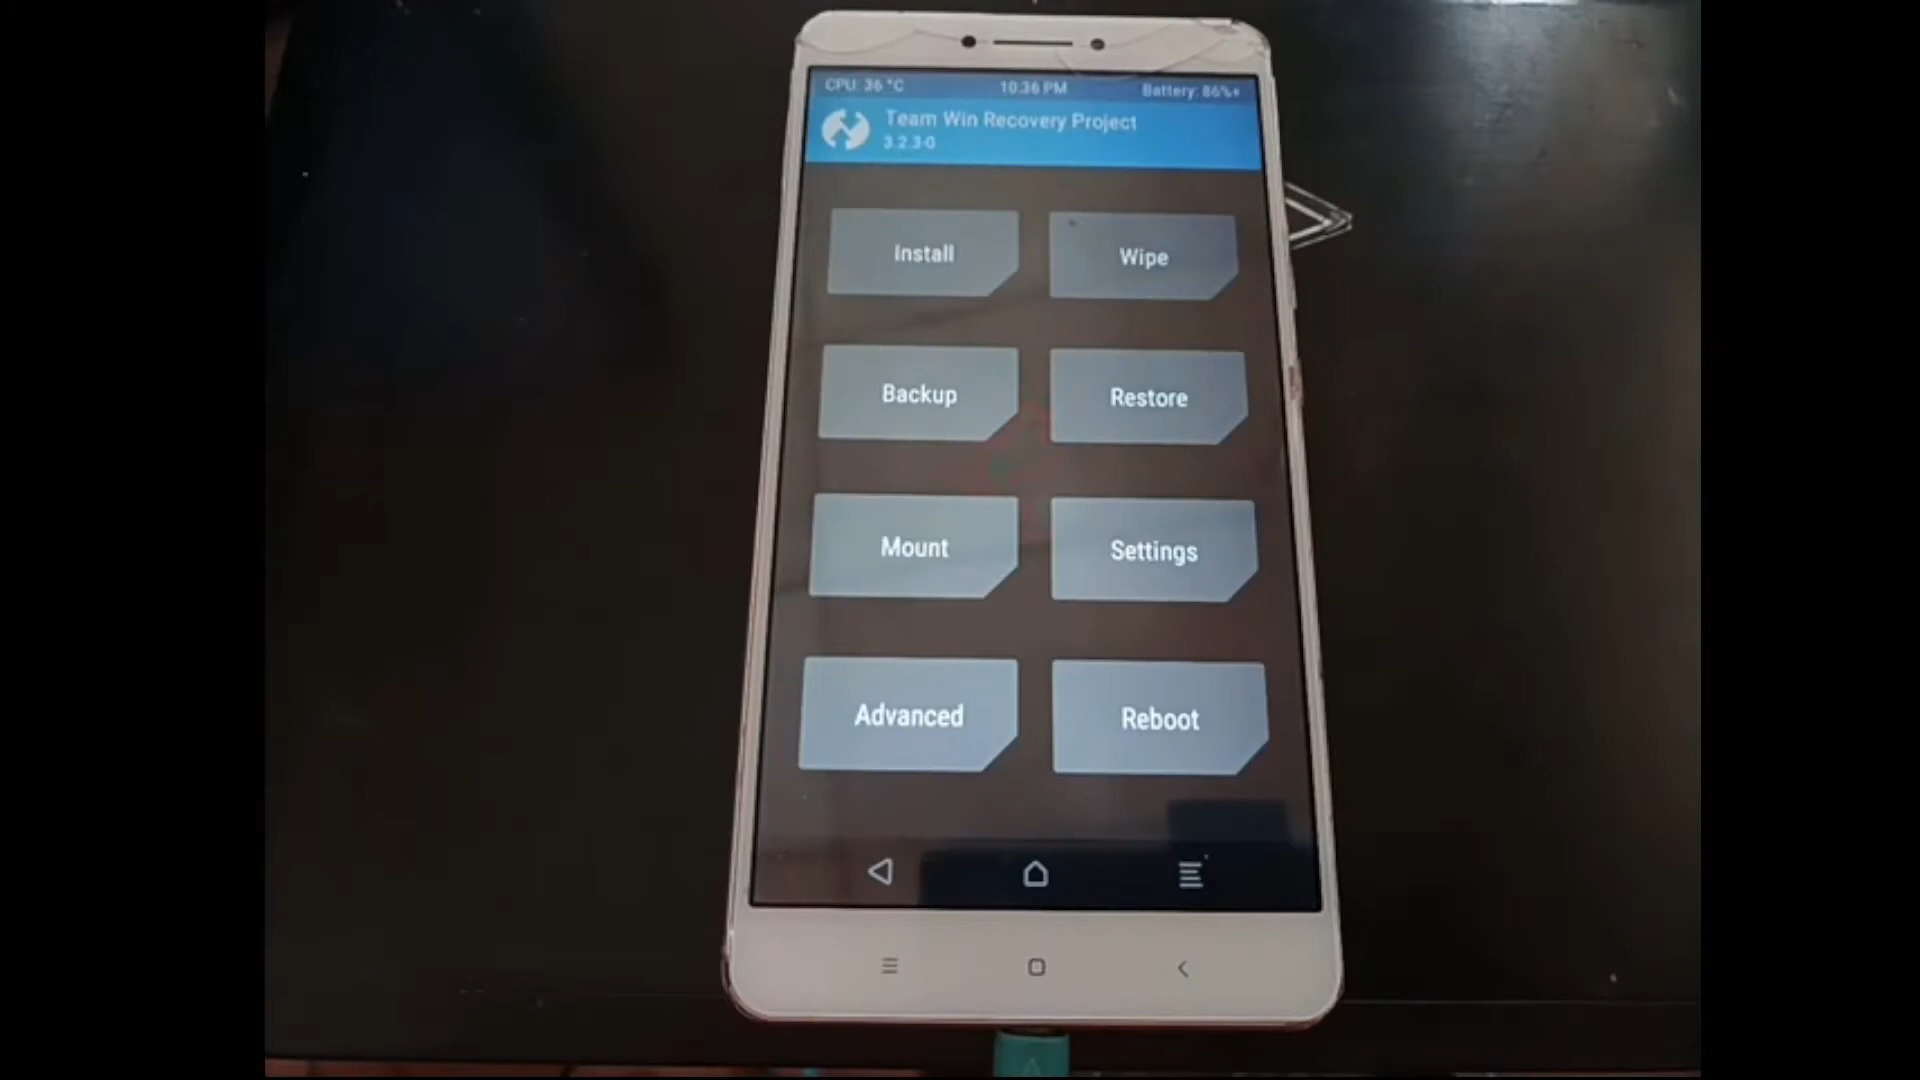 CPU: 36 °C 10:36 PM Battery: 86%+
Team Win Recovery Project
3.2.3-0
Install Wipe
Backup Restore
Mount Settings
Advanced Reboot